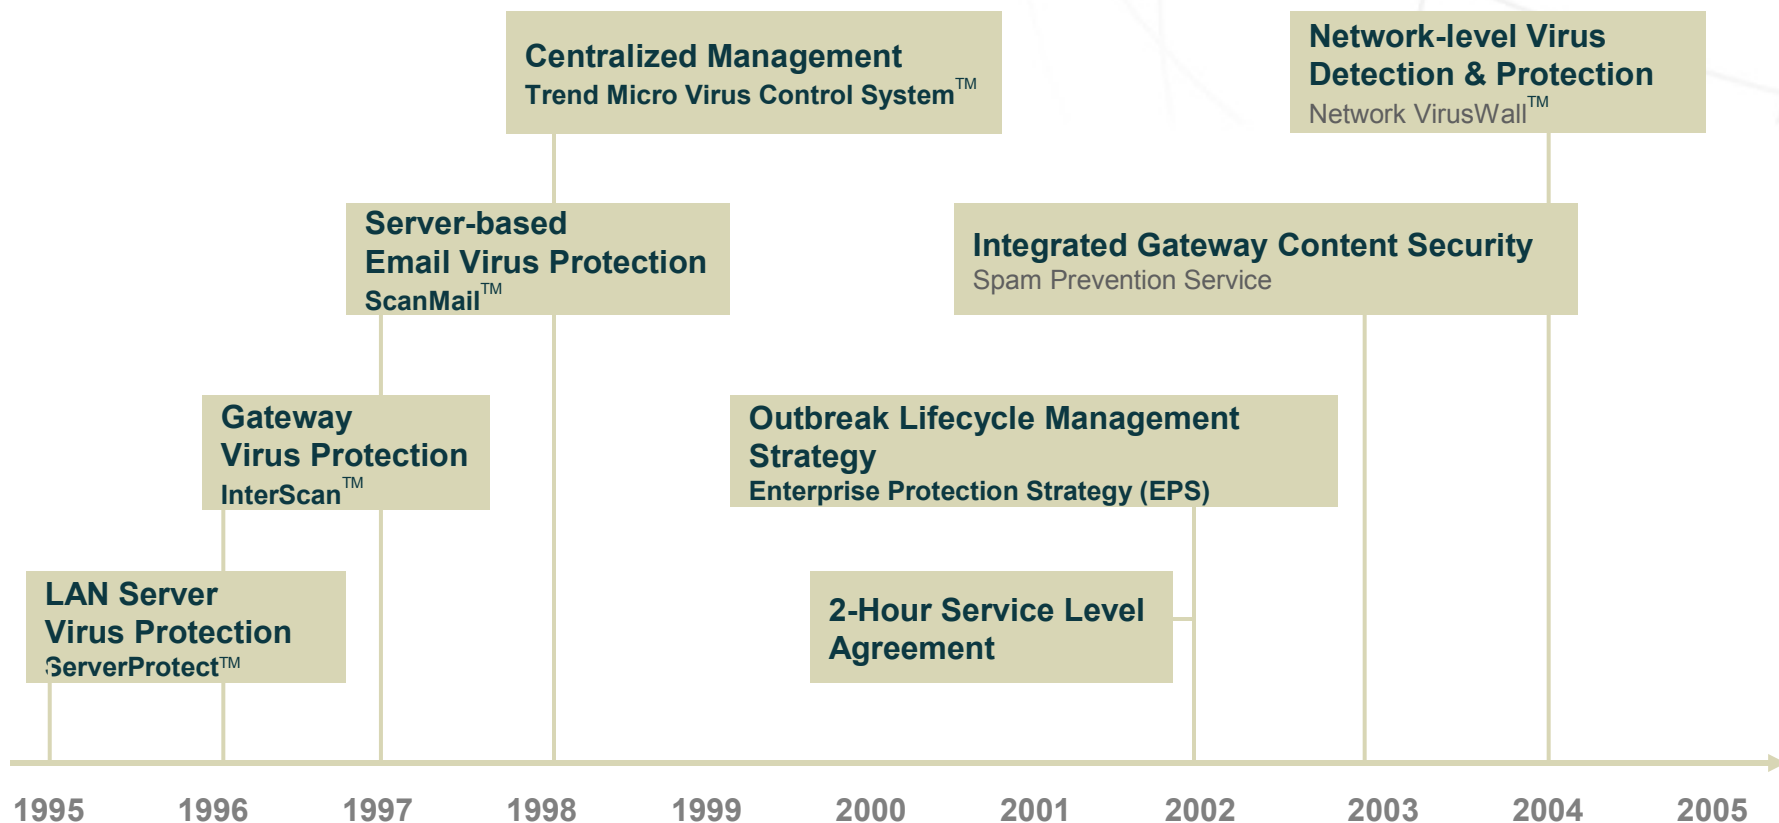 Centralized Management
Trend Micro Virus Control System™
Network-level Virus
Detection & Protection
Network VirusWall™
Server-based
Email Virus Protection
ScanMail™
Integrated Gateway Content Security
Spam Prevention Service
Gateway
Virus Protection
InterScan™
Outbreak Lifecycle Management
Strategy
Enterprise Protection Strategy (EPS)
LAN Server
Virus Protection
ServerProtect™
2-Hour Service Level
Agreement
1995 1996 1997 1998 1999 2000 2001 2002 2003 2004 2005